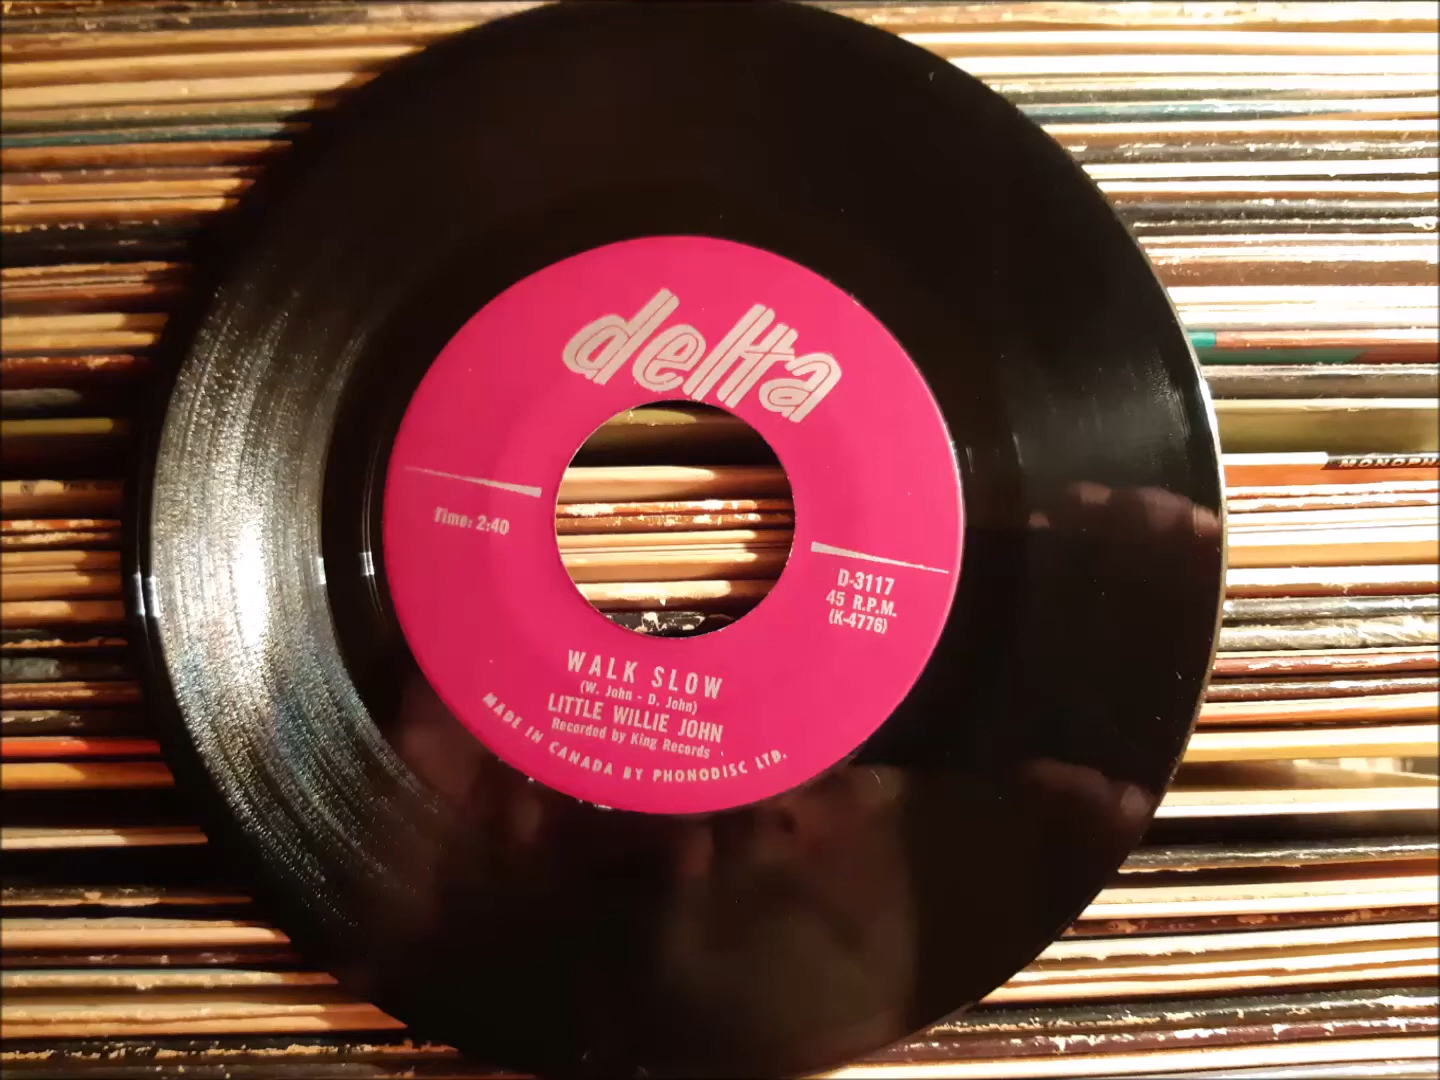 delta
Time: 2:40
D-3117
45 R.P.M.
(K-4776)
WALK SLOW
(W. John - D. John)
LITTLE WILLIE JOHN
Recorded by King Records
MADE IN CANADA BY PHONODISC LTD.